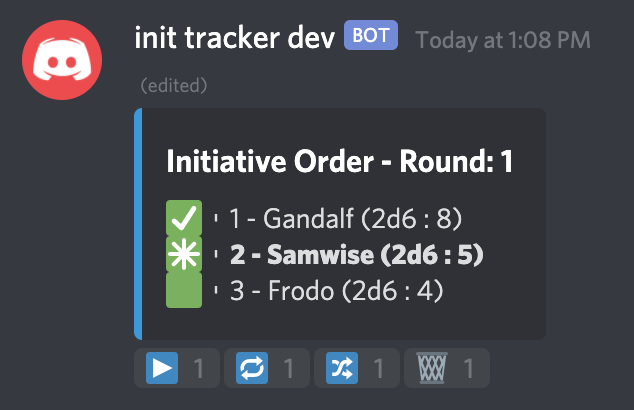 init tracker dev BOT Today at 1:08 PM
(edited)
Initiative Order - Round: 1
1 - Gandalf (2d6 : 8)
2 - Samwise (2d6 : 5)
3 - Frodo (2d6 : 4)
1 1 1 1